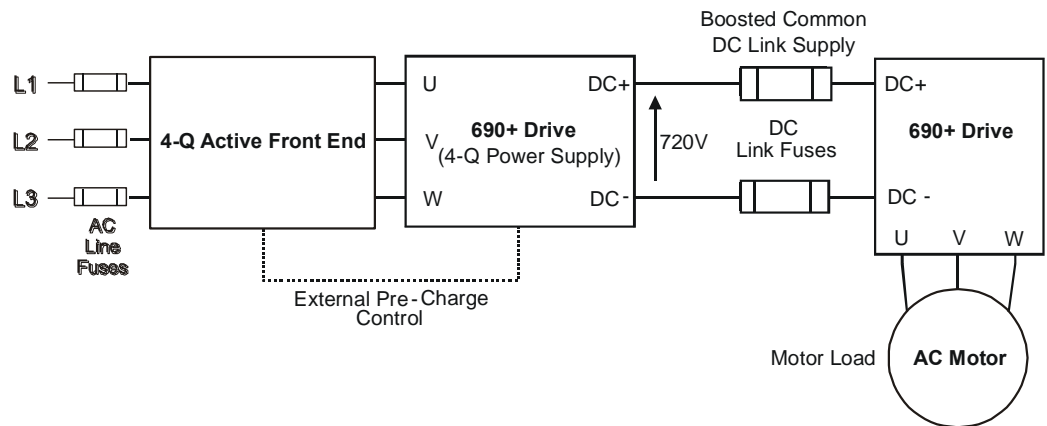 Boosted Common
DC Link Supply
L1
L2
L3
AC
Line
Fuses
4-Q Active Front End
U
V
W
690+ Drive
(4-Q Power Supply)
DC+
DC-
720V
DC
Link Fuses
DC+
690+ Drive
DC -
U V W
External Pre-Charge
Control
Motor Load
AC Motor